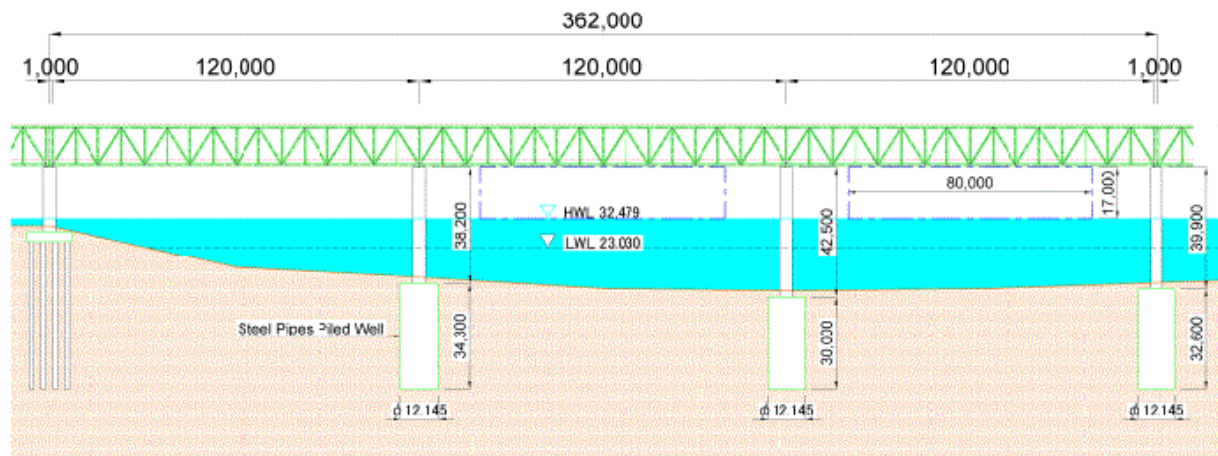 362,000
1,000 120,000 120,000 120,000 1,000
80,000
17,000
HWL 32.479
LWL 23.030
38,200
42,500
39,900
Steel Pipes Piled Well
34,300
30,000
32,600
ɸ 12.145 ɸ 12.145 ɸ 12.145